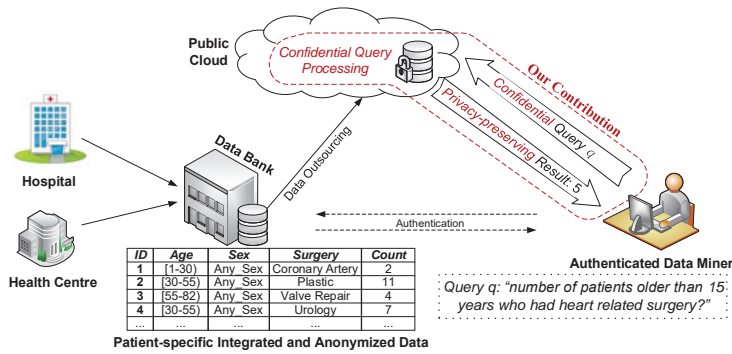 Public
Cloud
Confidential Query
Processing
Our Contribution
Confidential Query q
Privacy-preserving Result: 5
Hospital
Data Bank
Data Outsourcing
Authentication
Health Centre
Authenticated Data Miner
ID Age Sex Surgery Count
1 [1-30) Any_Sex Coronary Artery 2
2 [30-55) Any_Sex Plastic 11
3 [55-82) Any_Sex Valve Repair 4
4 [30-55) Any_Sex Urology 7
... ... ... ... ...
Query q: “number of patients older than 15
years who had heart related surgery?”
Patient-specific Integrated and Anonymized Data